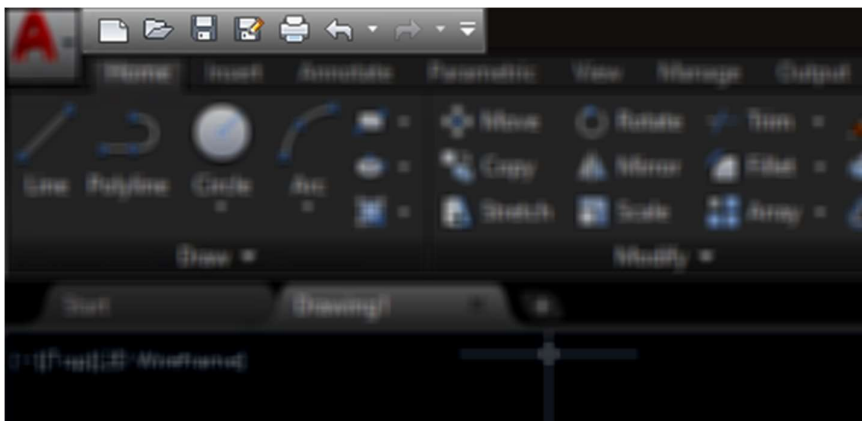 A
Home Insert Annotate Parametric View Manage Output
Move Rotate Trim
Line Polyline Circle Arc Copy Mirror Fillet
Stretch Scale Array
Draw Modify
Start Drawing1